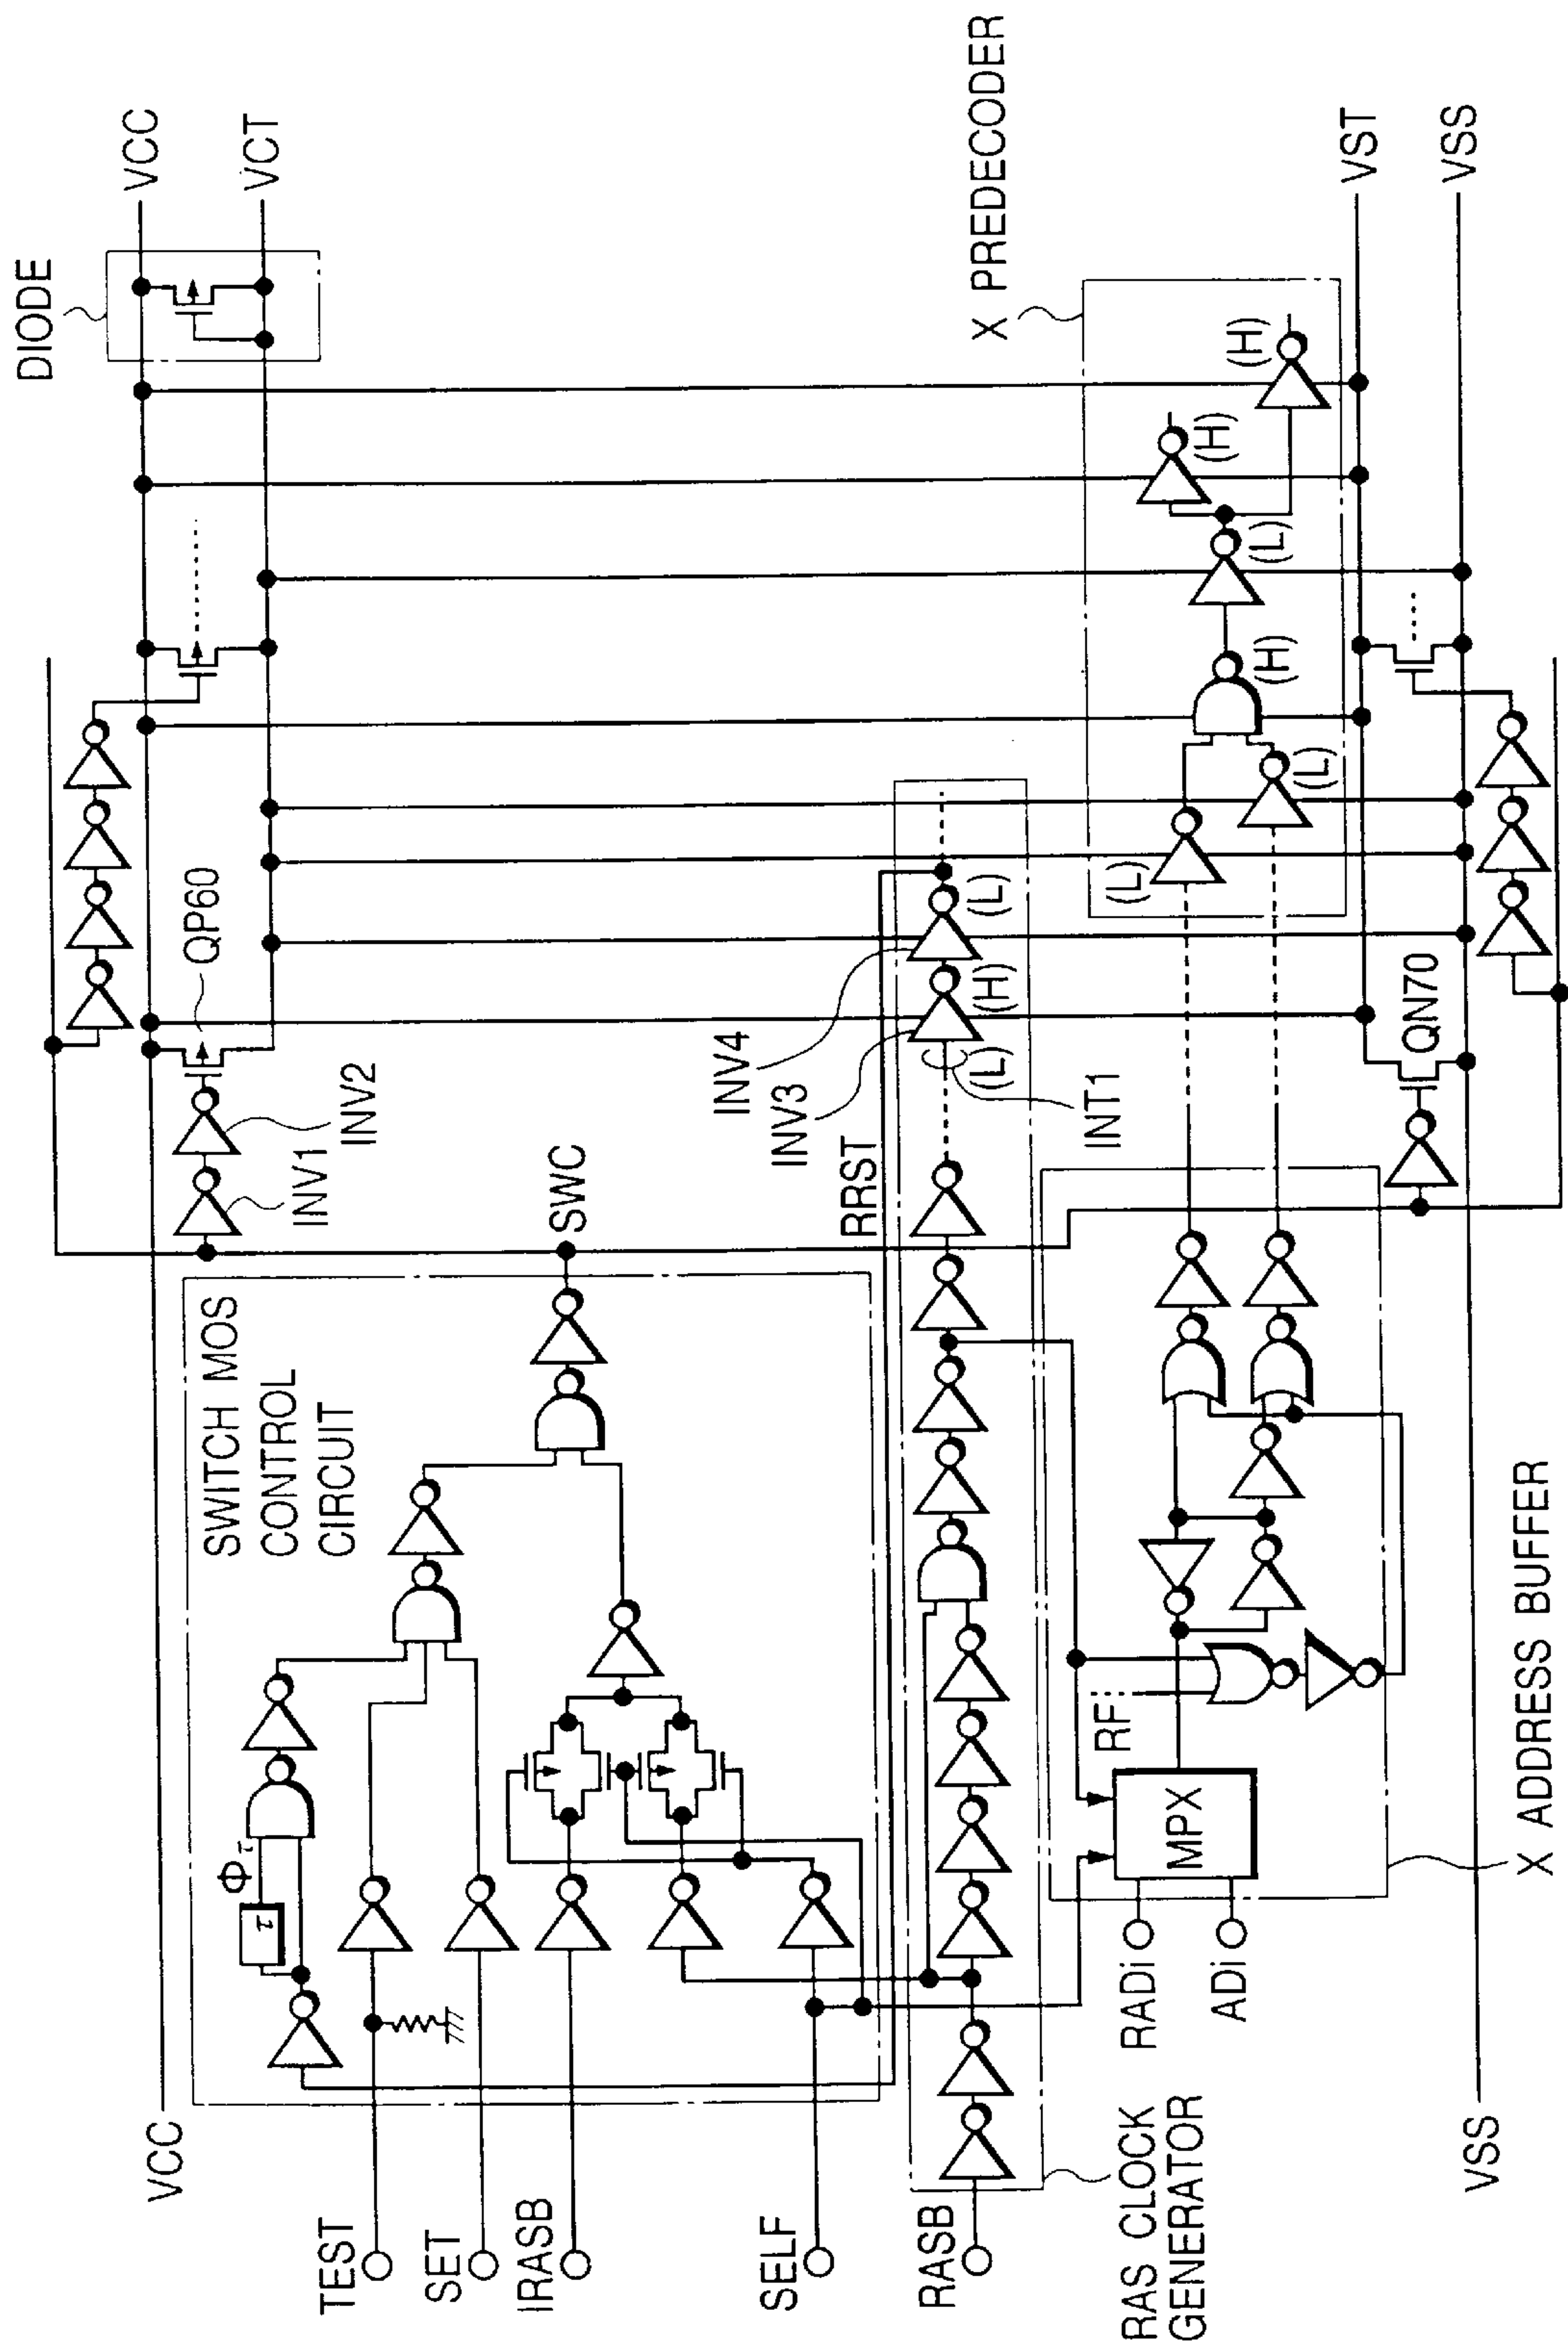 DIODE
VCC
VCT
QP60
INV1
INV2
VCC
SWITCH MOS
CONTROL
CIRCUIT
SWC
Φτ
τ
TEST
SET
IRASB
SELF
RASB
RRST
INV4
INV3
(L)
(H)
(L)
INT1
RAS CLOCK
GENERATOR
RF
MPX
RADi
ADi
X ADDRESS BUFFER
X PREDECODER
(L)
(L)
(H)
(L)
(H)
(H)
QN70
VST
VSS
VSS